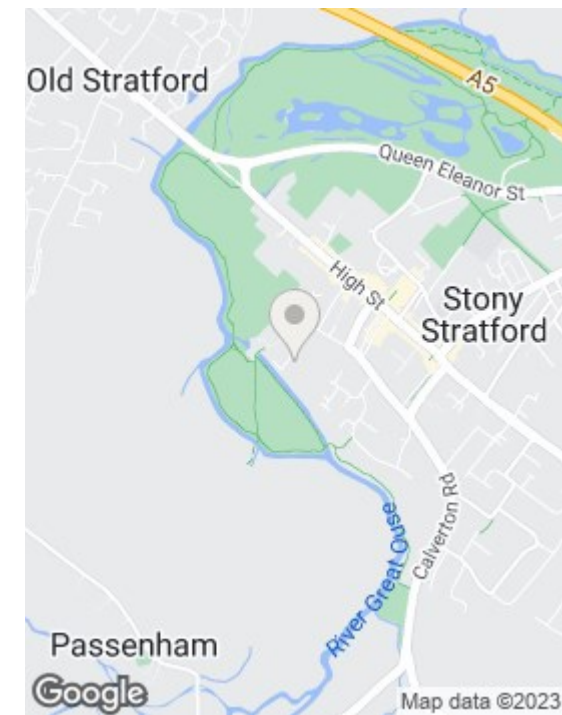 Old Stratford
A5
Queen Eleanor St
High St
Stony
Stratford
Calverton Rd
River Great Ouse
Passenham
Google
Map data ©2023